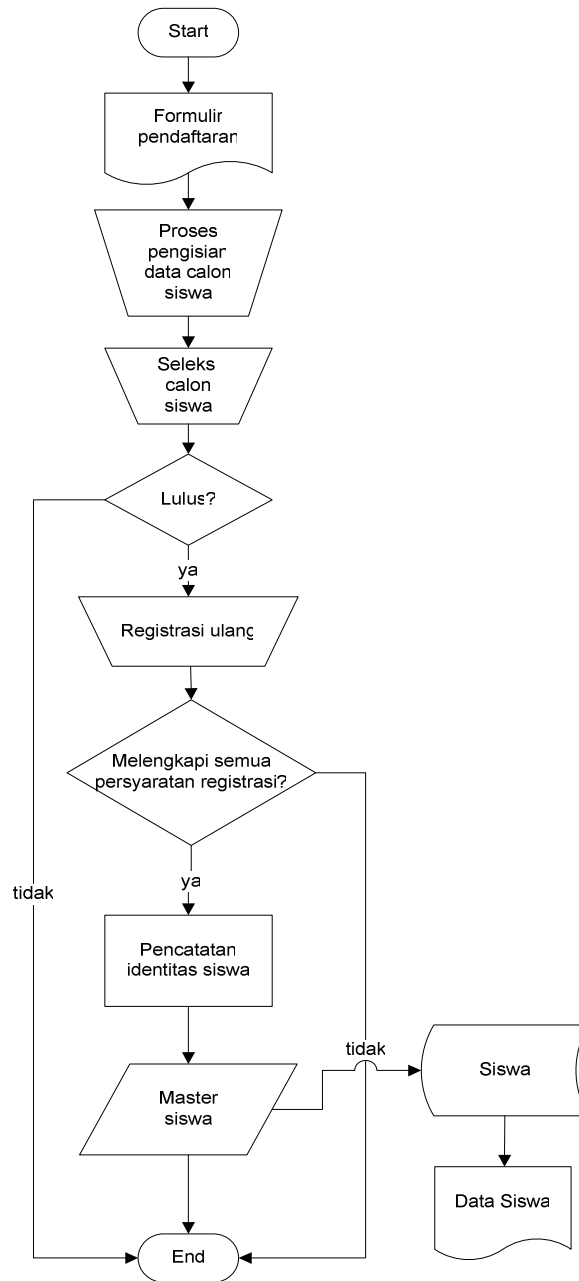 Start
Formulir
pendaftaran
Proses
pengisian
data calon
siswa
Seleks
calon
siswa
Lulus?
ya
Registrasi ulang
Melengkapi semua
persyaratan registrasi?
tidak
ya
Pencatatan
identitas siswa
tidak
Siswa
Master
siswa
Data Siswa
End